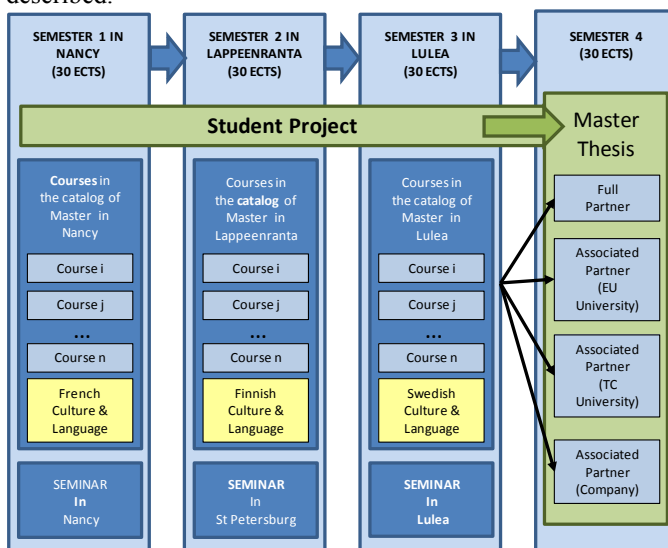 described.
SEMESTER 1 IN
NANCY
(30 ECTS)
SEMESTER 2 IN
LAPPEENRANTA
(30 ECTS)
SEMESTER 3 IN
LULEA
(30 ECTS)
SEMESTER 4
(30 ECTS)
Student Project
Master
Thesis
Courses in
the catalog of
Master in
Nancy
Course i
Course j
...
Course n
French
Culture &
Language
SEMINAR
In
Nancy
Courses in
the catalog of
Master in
Lappeenranta
Course i
Course j
...
Course n
Finnish
Culture &
Language
SEMINAR
In
St Petersburg
Courses in
the catalog of
Master in
Lulea
Course i
Course j
...
Course n
Swedish
Culture &
Language
SEMINAR
In
Lulea
Full
Partner
Associated
Partner
(EU
University)
Associated
Partner
(TC
University)
Associated
Partner
(Company)